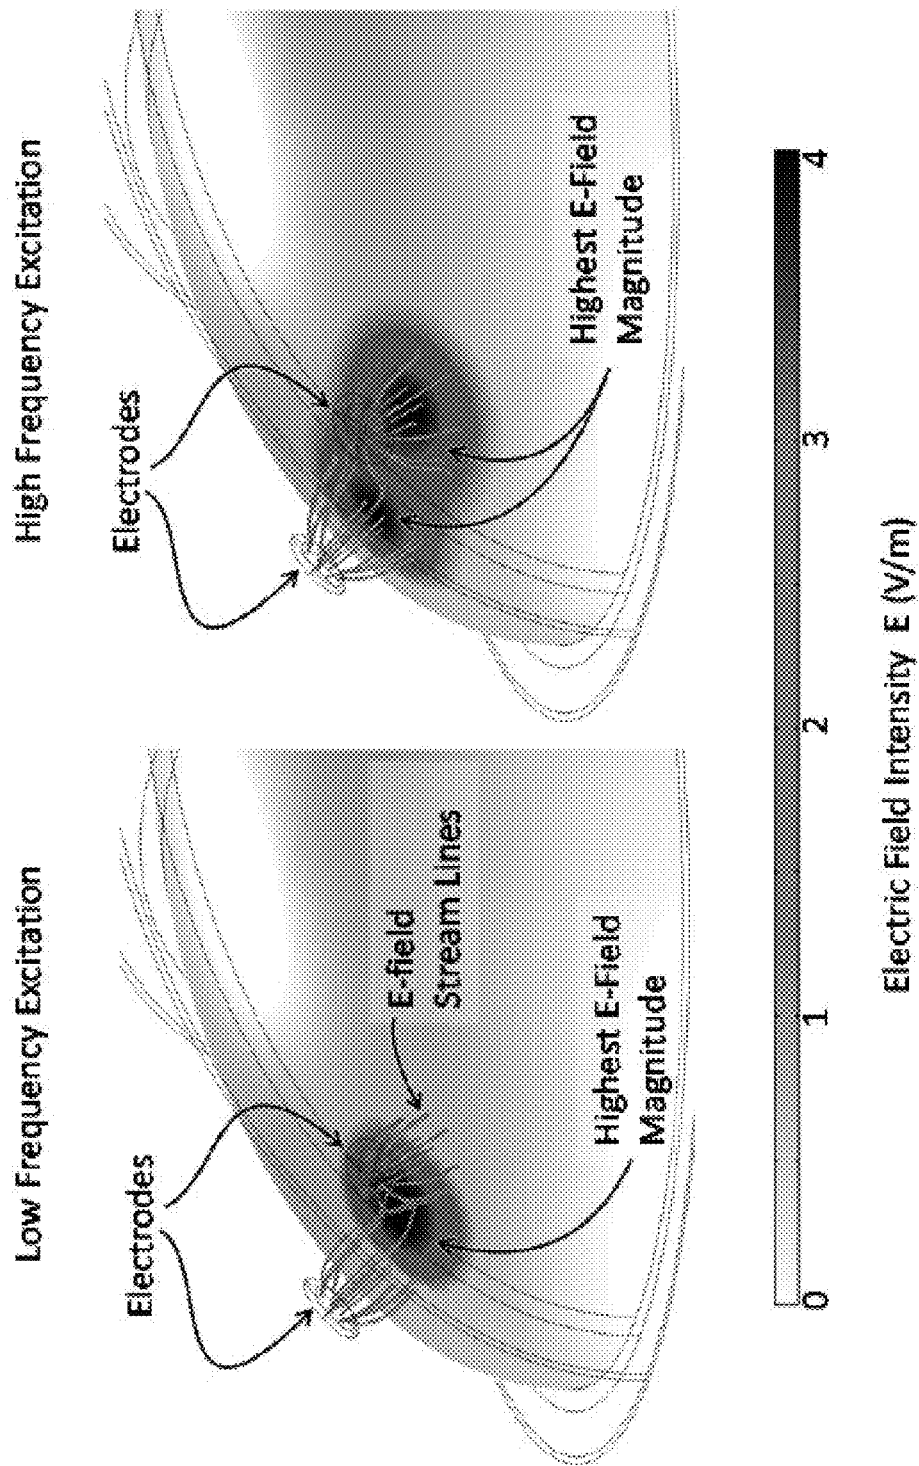 Low Frequency Excitation
Electrodes
E-field
Stream Lines
Highest E-Field
Magnitude
High Frequency Excitation
Electrodes
Highest E-Field
Magnitude
0 1 2 3 4
Electric Field Intensity E (V/m)